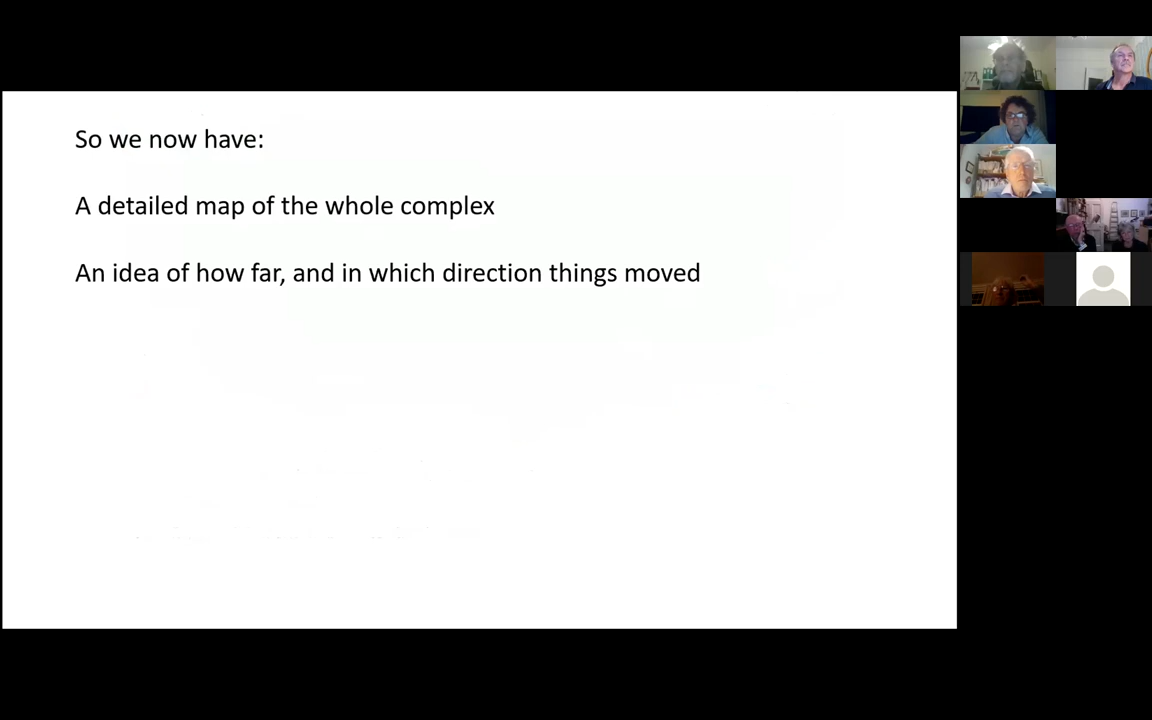 So we now have:
A detailed map of the whole complex
An idea of how far, and in which direction things moved